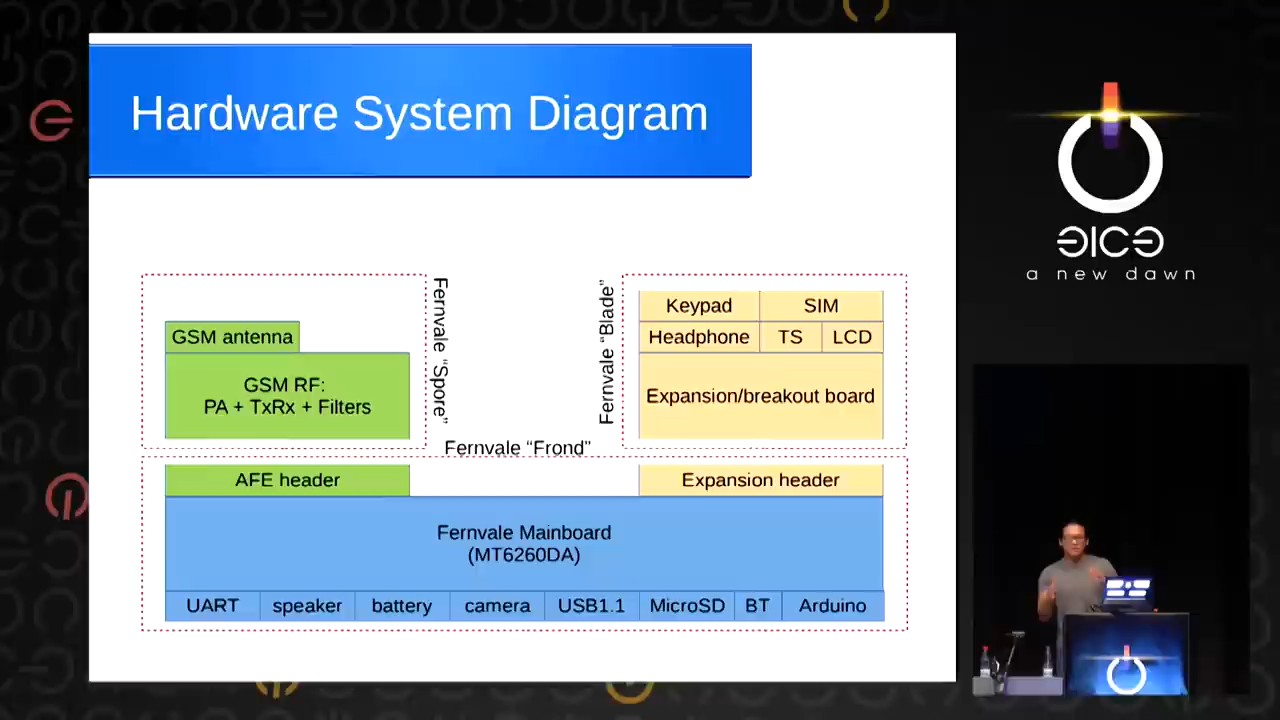 Hardware System Diagram
GSM antenna
GSM RF:
PA + TxRx + Filters
Fernvale “Spore”
Fernvale “Blade”
Keypad
SIM
Headphone
TS
LCD
Expansion/breakout board
Fernvale “Frond”
AFE header
Expansion header
Fernvale Mainboard
(MT6260DA)
UART
speaker
battery
camera
USB1.1
MicroSD
BT
Arduino
a new dawn